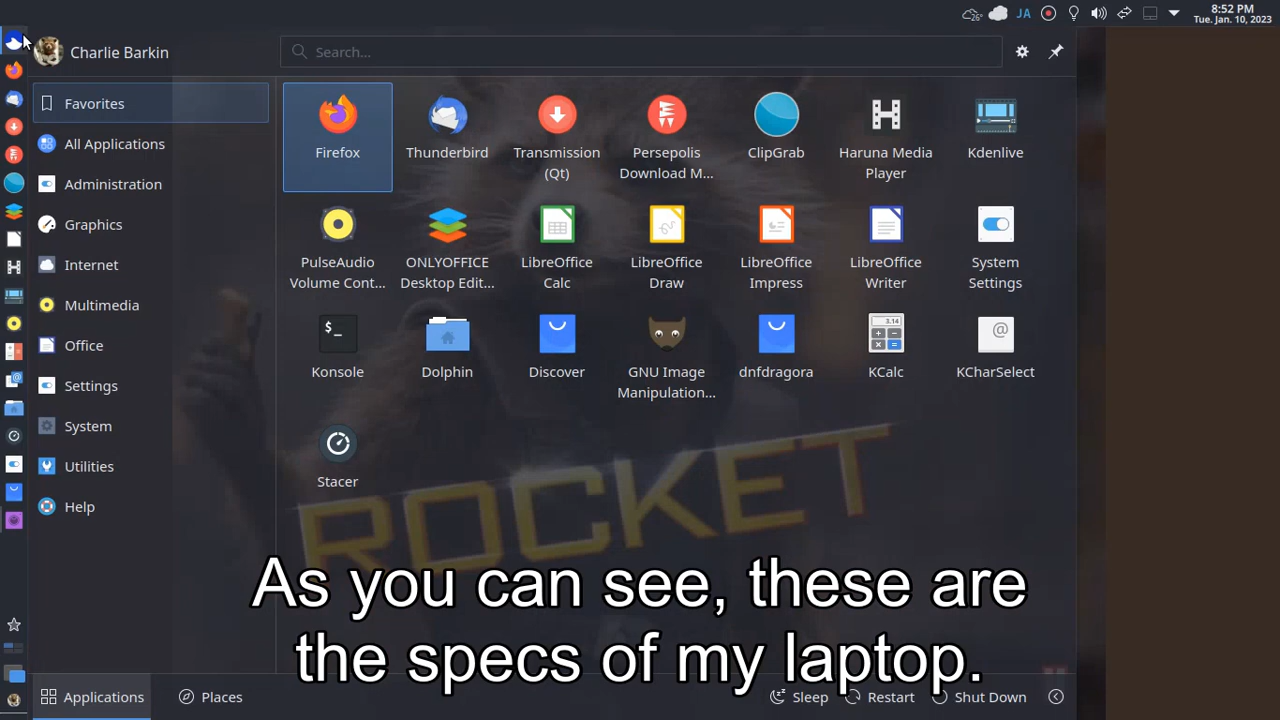 8:52 PM
Tue. Jan. 10, 2023
26°
JA
Charlie Barkin
Search...
Favorites
All Applications
Administration
Graphics
Internet
Multimedia
Office
Settings
System
Utilities
Help
Firefox
Thunderbird
Transmission
(Qt)
Persepolis
Download M...
ClipGrab
Haruna Media
Player
Kdenlive
PulseAudio
Volume Cont...
ONLYOFFICE
Desktop Edit...
LibreOffice
Calc
LibreOffice
Draw
LibreOffice
Impress
LibreOffice
Writer
System
Settings
$_
Konsole
Dolphin
Discover
GNU Image
Manipulation...
dnfdragora
3.14
KCalc
@
KCharSelect
Stacer
ROCKET
As you can see, these are
the specs of my laptop.
Applications
Places
Sleep
Restart
Shut Down